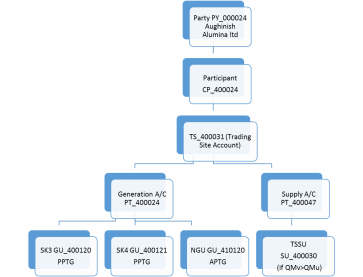 Party PY_000024
Aughinish
Alumina ltd
Participant
CP_400024
TS_400031 (Trading
Site Account)
Generation A/C
PT_400024
Supply A/C
PT_400047
SK3 GU_400120
PPTG
SK4 GU_400121
PPTG
NGU GU_410120
APTG
TSSU
SU_400030
(if QMv>QMu)